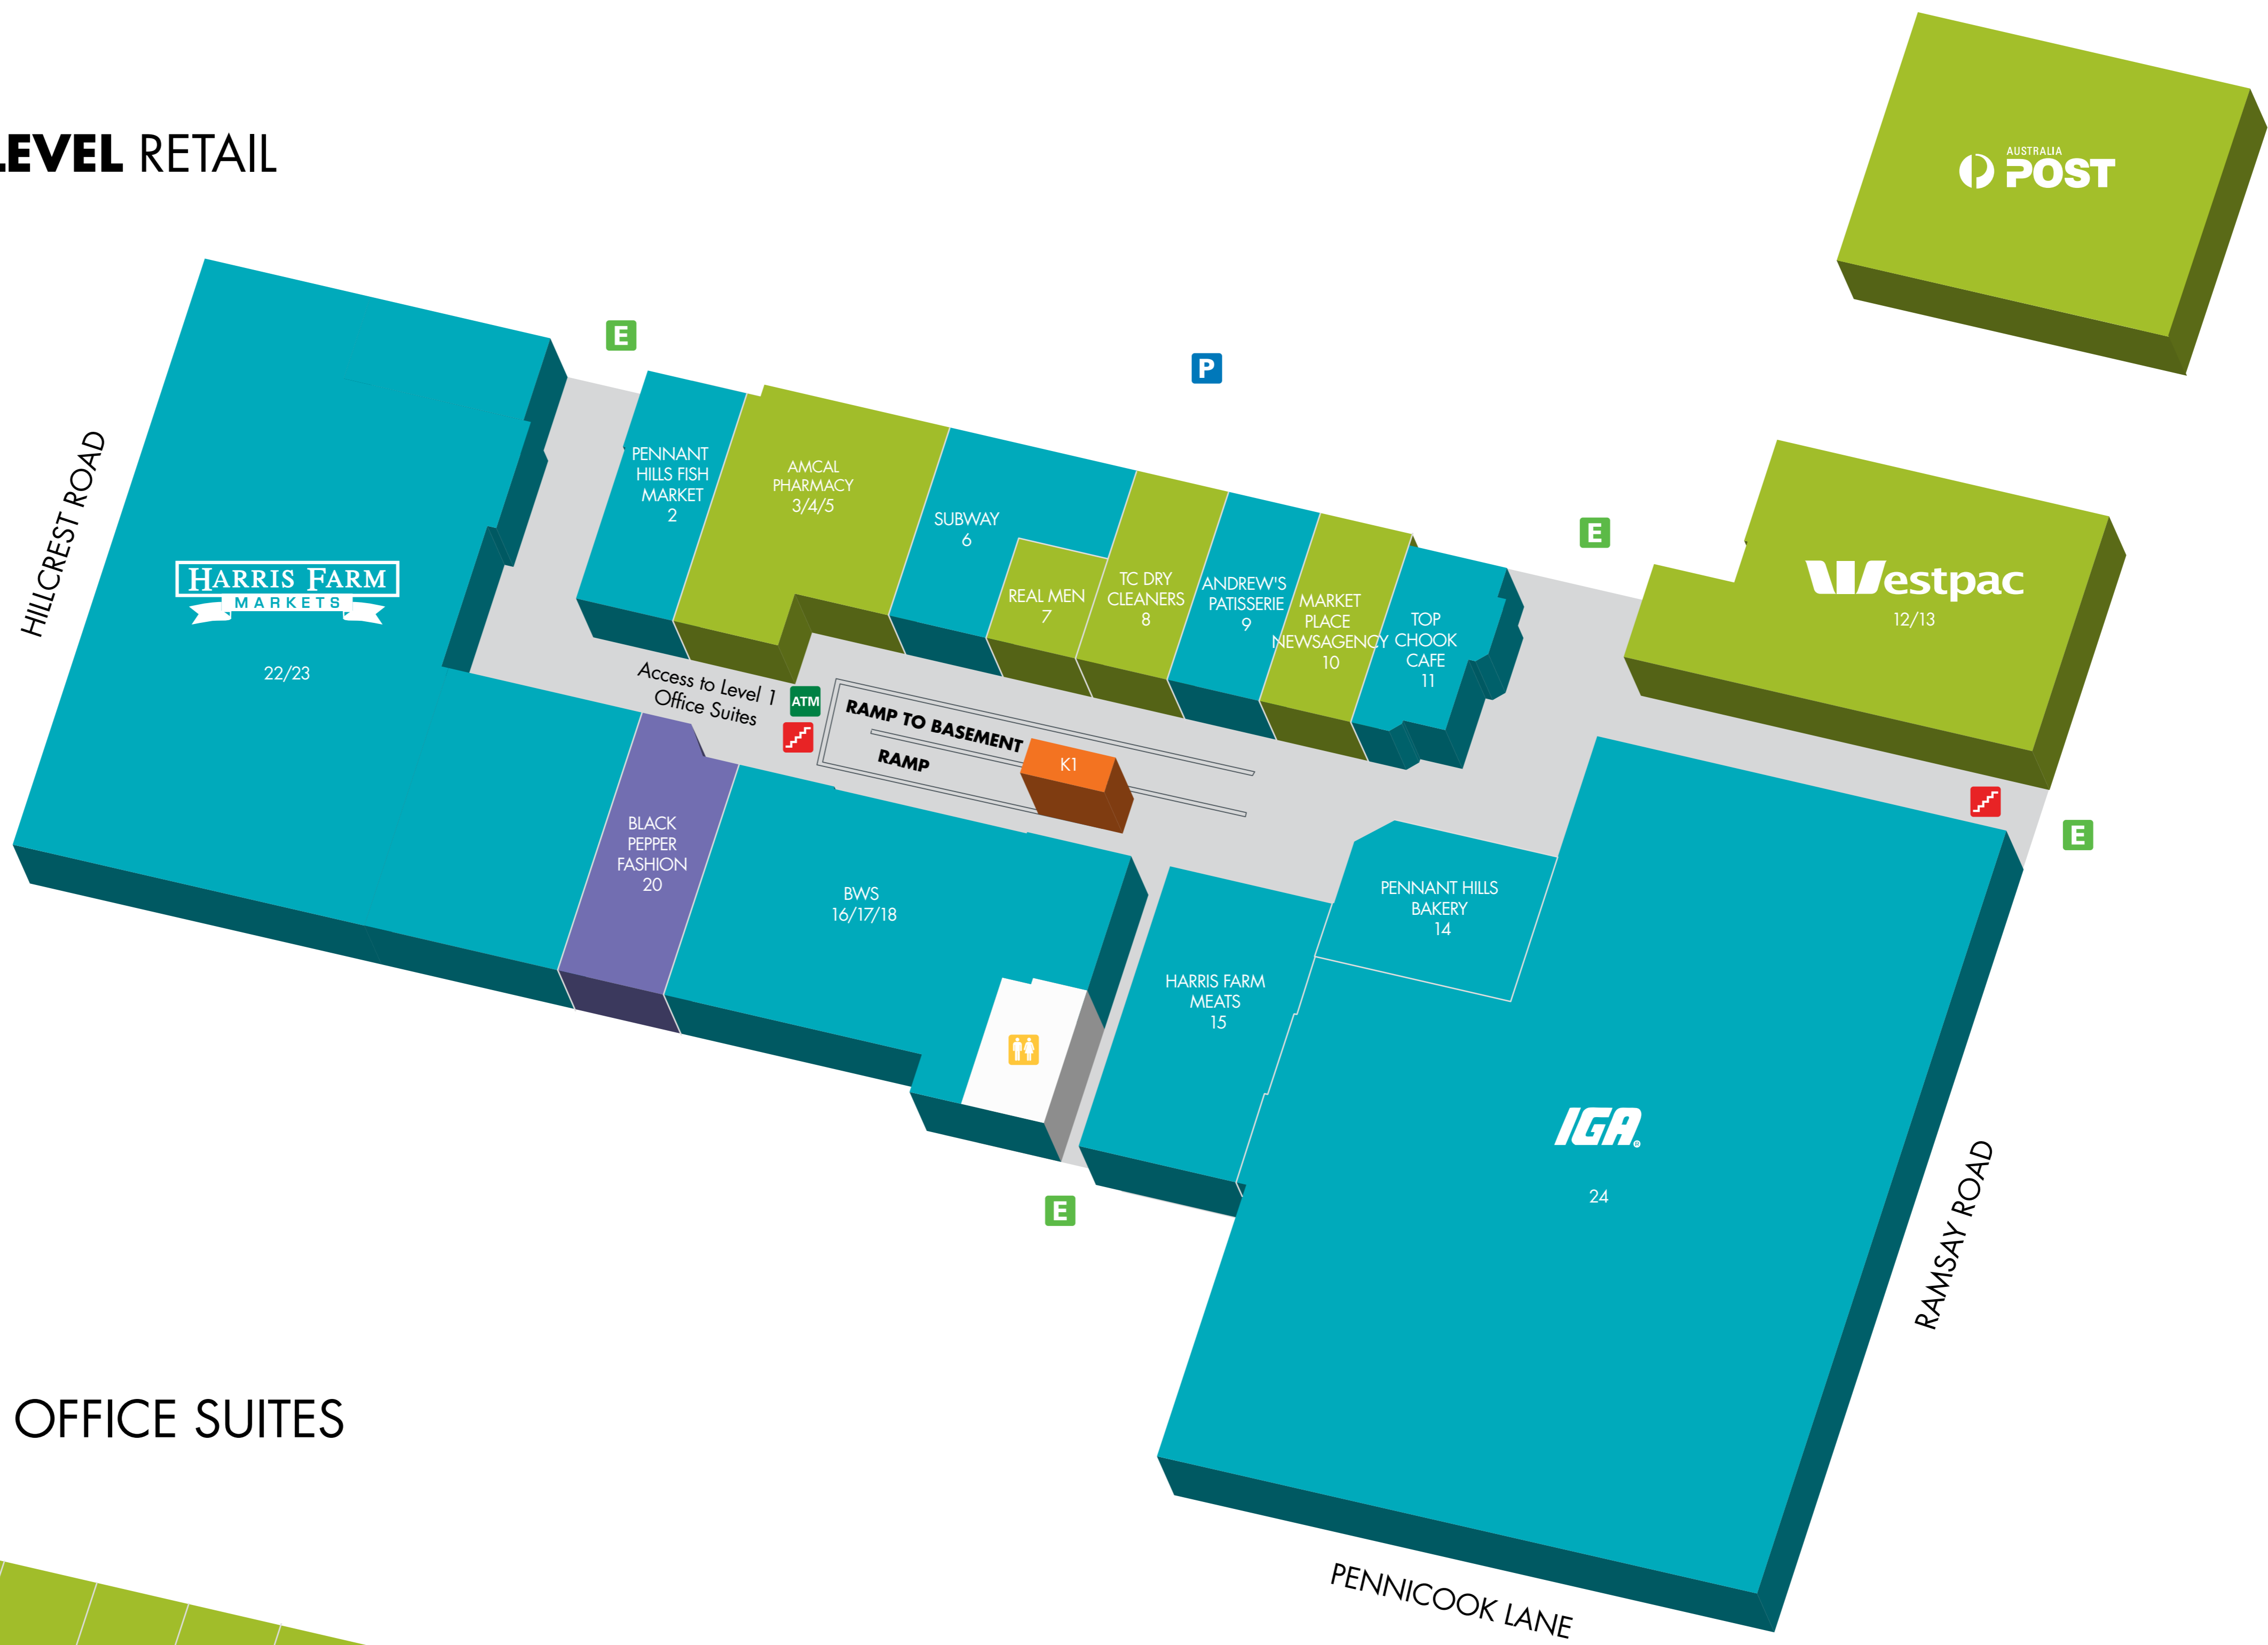 LEVEL RETAIL
AUSTRALIA
POST
E
P
HILLCREST ROAD
HARRIS FARM
MARKETS
22/23
PENNANT
HILLS FISH
MARKET
2
AMCAL
PHARMACY
3/4/5
SUBWAY
6
REAL MEN
7
TC DRY
CLEANERS
8
ANDREW'S
PATISSERIE
9
MARKET
PLACE
NEWSAGENCY
10
TOP
CHOOK
CAFE
11
E
Westpac
12/13
Access to Level 1
Office Suites
ATM
RAMP TO BASEMENT
RAMP
K1
E
BLACK
PEPPER
FASHION
20
BWS
16/17/18
HARRIS FARM
MEATS
15
PENNANT HILLS
BAKERY
14
IGA
24
E
RAMSAY ROAD
OFFICE SUITES
PENNICOOK LANE